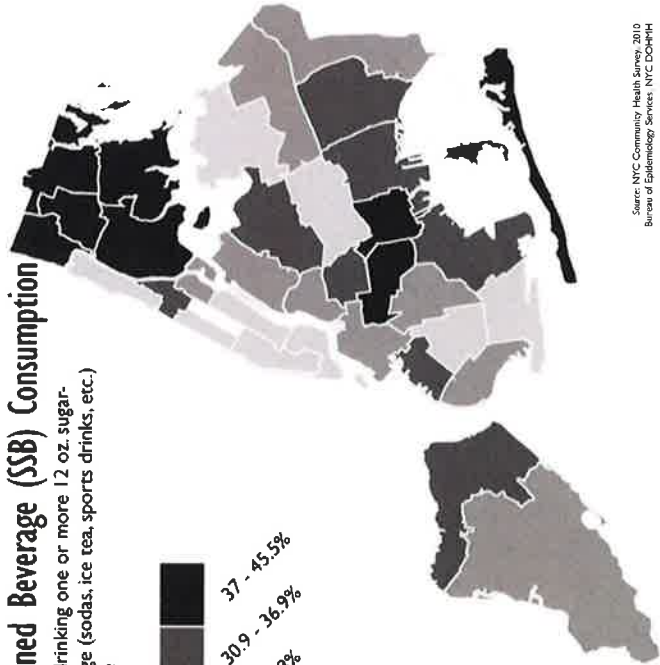 ned Beverage (SSB) Consumption
rinking one or more 12 oz. sugar-
ge (sodas, ice tea, sports drinks, etc.)
37 - 45.5%
30.9 - 36.9%
Source: NYC Community Health Survey, 2010
Bureau of Epidemiology Services, NYC DOHMH